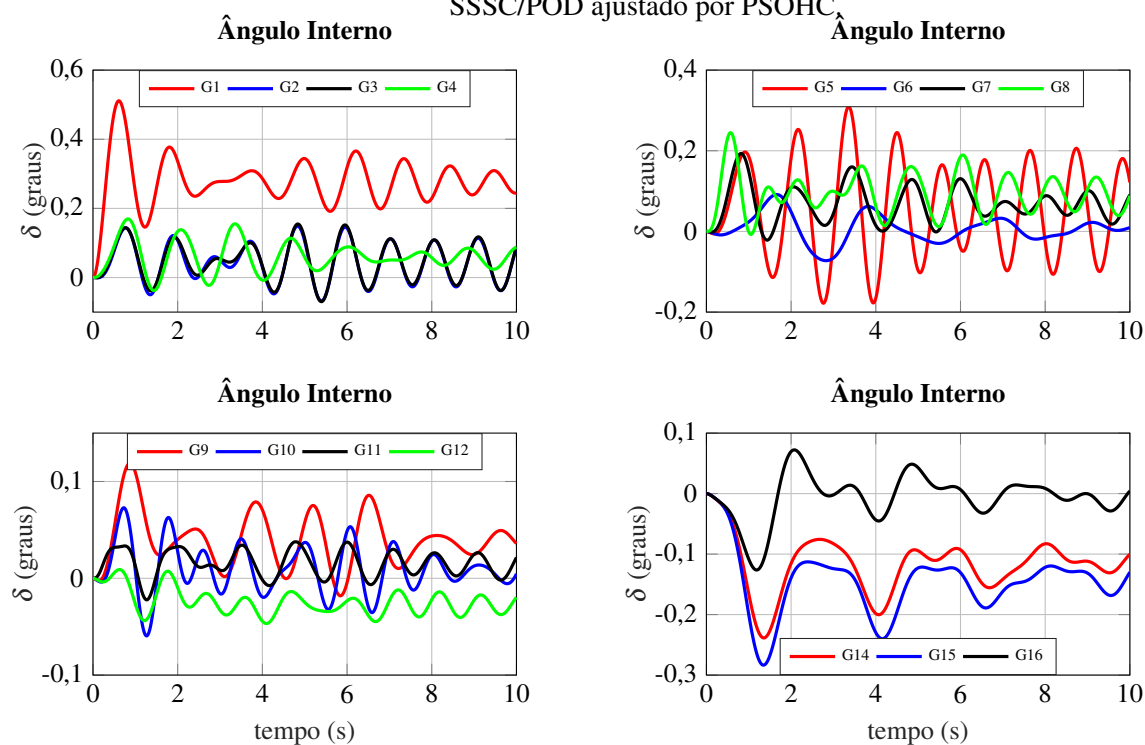 SSSC/POD ajustado por PSOHC.
Ângulo Interno
G1 G2 G3 G4
0,6
0,4
0,2
0
δ (graus)
0 2 4 6 8 10
Ângulo Interno
G5 G6 G7 G8
0,4
0,2
0
-0,2
δ (graus)
0 2 4 6 8 10
Ângulo Interno
G9 G10 G11 G12
0,1
0
-0,1
δ (graus)
0 2 4 6 8 10
tempo (s)
Ângulo Interno
0,1
0
-0,1
-0,2
-0,3
δ (graus)
G14 G15 G16
0 2 4 6 8 10
tempo (s)